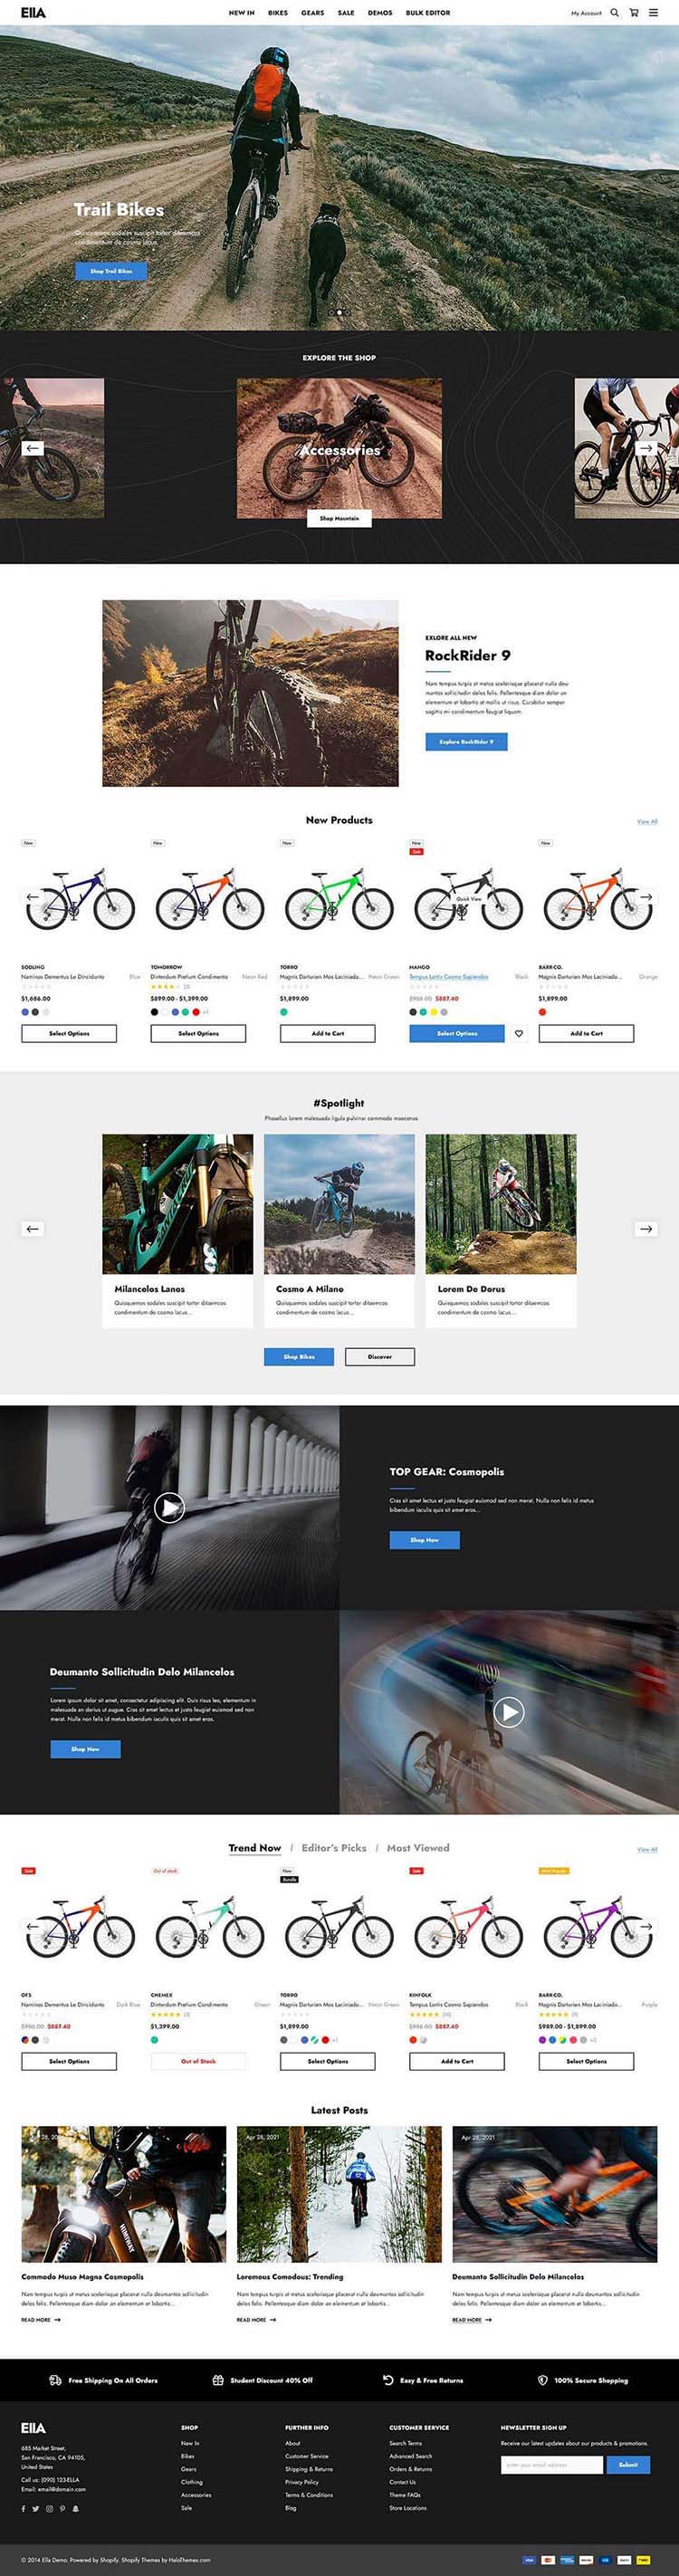 EllA
NEW IN BIKES GEARS SALE DEMOS BULK EDITOR
My Account
Trail Bikes
Quisquemos sodales suscipit tortor ditaemcos
condimentum de cosmo lacus.
Shop Trail Bikes
EXPLORE THE SHOP
Accessories
Shop Mountain
EXLORE ALL NEW
RockRider 9
Nam tempus turpis at metus scelerisque placerat nulla deu
mantos sollicitudin delos felis. Pellentesque diam dolor an
elementum et lobortis at mollis ut risus. Curabitur semper
sagittis mi condimentum feugiat liquam.
Explore RockRider 9
New Products
View All
New
New
New
New
Sale
New
Quick View
SODLING
Naminos Dementus Le Dincidunto Blue
$1,686.00
Select Options
TOMORROW
Dinterdum Pretium Condimento Neon Red
$899.00 - $1,399.00
+1
Select Options
TORRO
Magnis Darturien Mos Laciniado... Neon Green
$1,899.00
Add to Cart
MANGO
Tempus Lortis Cosmo Sapiendos Black
$986.00 $887.40
Select Options
BARR-CO.
Magnis Darturien Mos Laciniado... Orange
$1,899.00
Add to Cart
#Spotlight
Phasellus lorem malesuada ligula pulvinar commodo maecenas
Milancelos Lanos
Quisquemos sodales suscipit tortor ditaemcos
condimentum de cosmo lacus...
Cosmo A Milano
Quisquemos sodales suscipit tortor ditaemcos
condimentum de cosmo lacus...
Lorem De Dorus
Quisquemos sodales suscipit tortor ditaemcos
condimentum de cosmo lacus...
Shop Bikes
Discover
TOP GEAR: Cosmopolis
Cras sit amet lectus et justo feugiat euismod sed non merat. Nulla non felis id metus
bibendum iaculis quis sit amet eros...
Shop Now
Deumanto Sollicitudin Delo Milancelos
Lorem ipsum dolor sit amet, consectetur adipiscing elit. Duis risus leo, elementum in
malesuada an darius ut augue. Cras sit amet lectus et justo feugiat euismod sed non
merat. Nulla non felis id metus bibendum iaculis quis sit amet eros.
Shop Now
Trend Now / Editor's Picks / Most Viewed
View All
Sale
Out of stock
New
Bundle
Sale
OFS
Naminos Dementus Le Dincidunto Dark Blue
$986.00 $887.40
Select Options
CHEMEX
Dinterdum Pretium Condimento Green
$1,399.00
Out of Stock
TORRO
Magnis Darturien Mos Laciniado... Neon Green
$1,899.00
+1
Select Options
KINFOLK
Tempus Lortis Cosmo Sapiendos Black
$986.00 $887.40
Add to Cart
BARR-CO.
Magnis Darturien Mos Laciniado... Purple
$989.00 - $1,899.00
Select Options
Latest Posts
Apr 28, 2021
Apr 28, 2021
HIMIWAY
Commodo Muso Magna Cosmopolis
Nam tempus turpis at metus scelerisque placerat nulla deumantos sollicitudin
delos felis. Pellentesque diam dolor an elementum et lobortis...
READ MORE
Loremous Comodous: Trending
Nam tempus turpis at metus scelerisque placerat nulla deumantos sollicitudin
delos felis. Pellentesque diam dolor an elementum et lobortis...
READ MORE
Deumanto Sollicitudin Delo Milancelos
Nam tempus turpis at metus scelerisque placerat nulla deumantos sollicitudin
delos felis. Pellentesque diam dolor an elementum et lobortis...
READ MORE
Free Shipping On All Orders
Student Discount 40% Off
Easy & Free Returns
100% Secure Shopping
EllA
685 Market Street,
San Francisco, CA 94105,
United States
Call us: (090) 123-ELLA
Email: email@domain.com
SHOP
New In
Bikes
Gears
Clothing
Accessories
Sale
FURTHER INFO
About
Customer Service
Shipping & Returns
Privacy Policy
Terms & Conditions
Blog
CUSTOMER SERVICE
Search Terms
Advanced Search
Orders & Returns
Contact Us
Theme FAQs
Store Locations
NEWSLETTER SIGN UP
Receive our latest updates about our products & promotions.
enter your email address
Submit
© 2014 Ella Demo. Powered by Shopify. Shopify Themes by HaloThemes.com